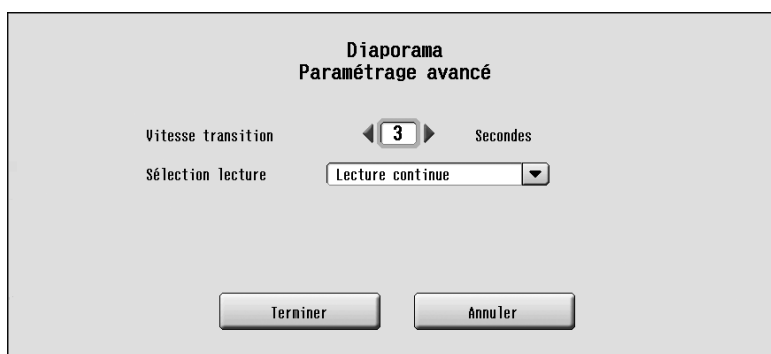 Diaporama
Paramétrage avancé
Vitesse transition 3 Secondes
Sélection lecture Lecture continue
Terminer Annuler